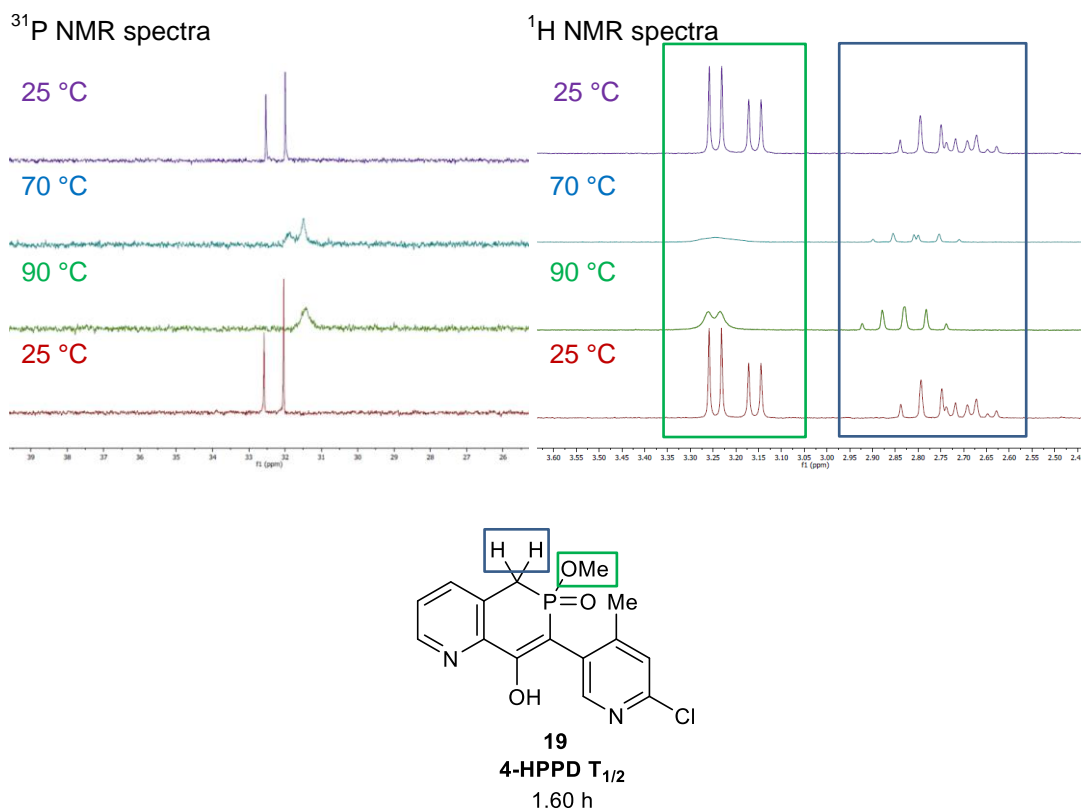 ³¹P NMR spectra
¹H NMR spectra
25 °C
25 °C
70 °C
70 °C
90 °C
90 °C
25 °C
25 °C
39 38 37 36 35 34 33 32 31 30 29 28 27 26
f1 (ppm)
3.60 3.55 3.50 3.45 3.40 3.35 3.30 3.25 3.20 3.15 3.10 3.05 3.00 2.95 2.90 2.85 2.80 2.75 2.70 2.65 2.60 2.55 2.50 2.45 2.4
f1 (ppm)
H H
OMe
P=O
Me
N
OH
N
Cl
19
4-HPPD T₁/₂
1.60 h